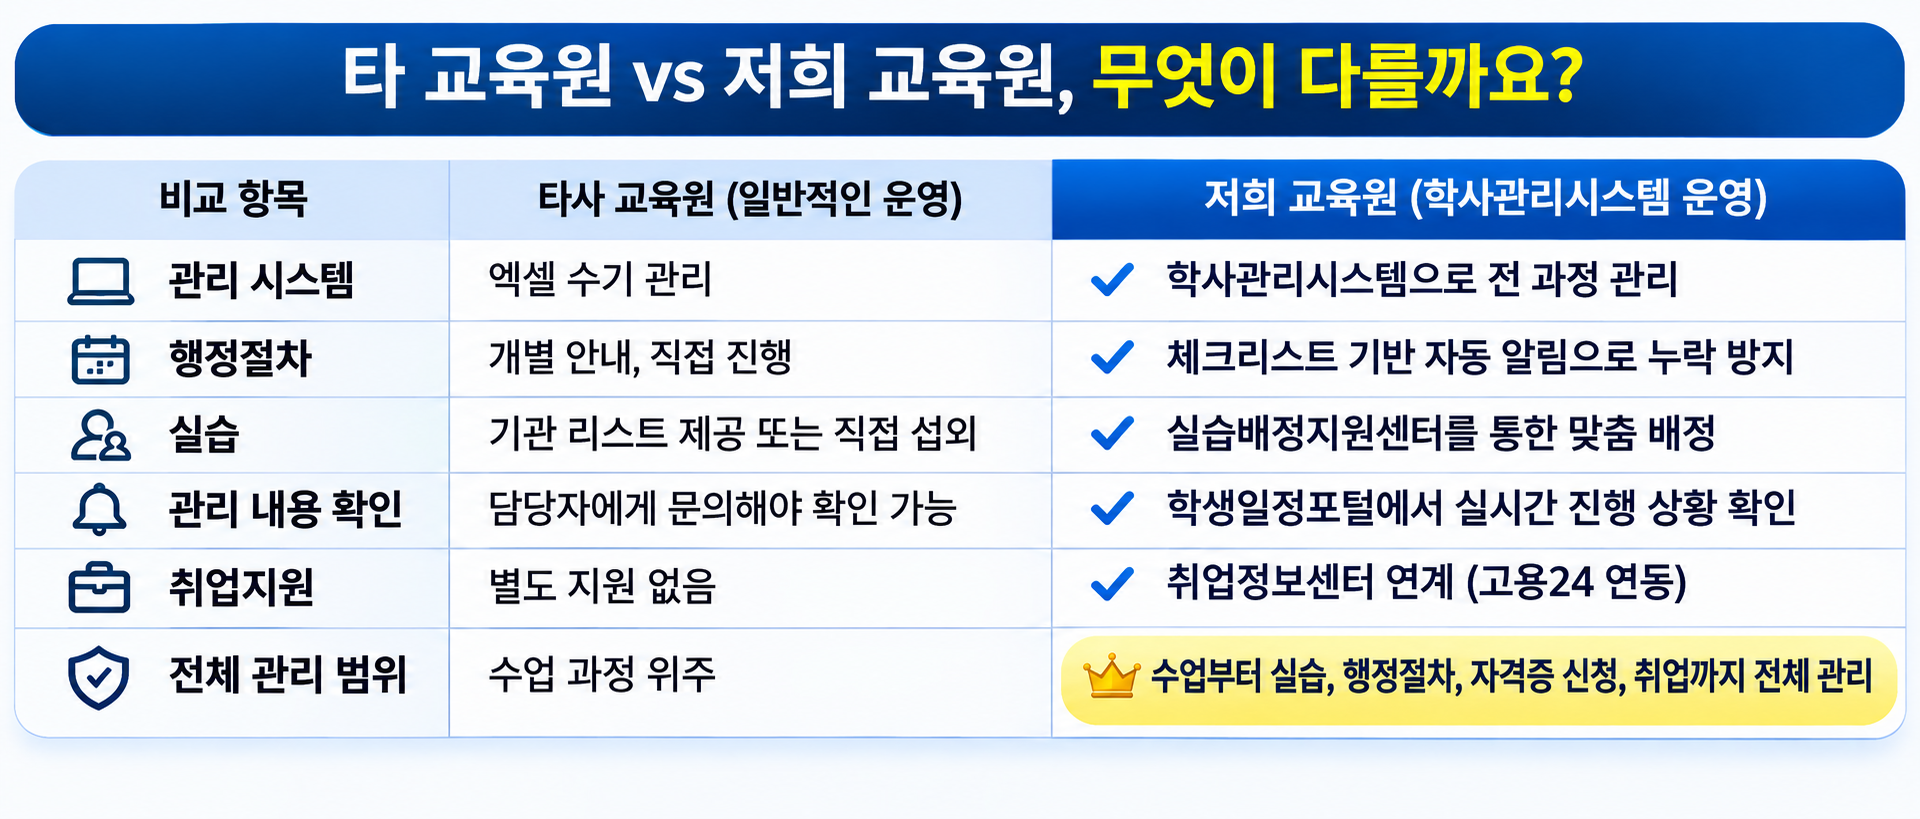 타 교육원 vs 저희 교육원, 무엇이 다를까요?
비교 항목
타사 교육원 (일반적인 운영)
저희 교육원 (학사관리시스템 운영)
관리 시스템
엑셀 수기 관리
학사관리시스템으로 전 과정 관리
행정절차
개별 안내, 직접 진행
체크리스트 기반 자동 알림으로 누락 방지
실습
기관 리스트 제공 또는 직접 섭외
실습배정지원센터를 통한 맞춤 배정
관리 내용 확인
담당자에게 문의해야 확인 가능
학생일정포털에서 실시간 진행 상황 확인
취업지원
별도 지원 없음
취업정보센터 연계 (고용24 연동)
전체 관리 범위
수업 과정 위주
수업부터 실습, 행정절차, 자격증 신청, 취업까지 전체 관리